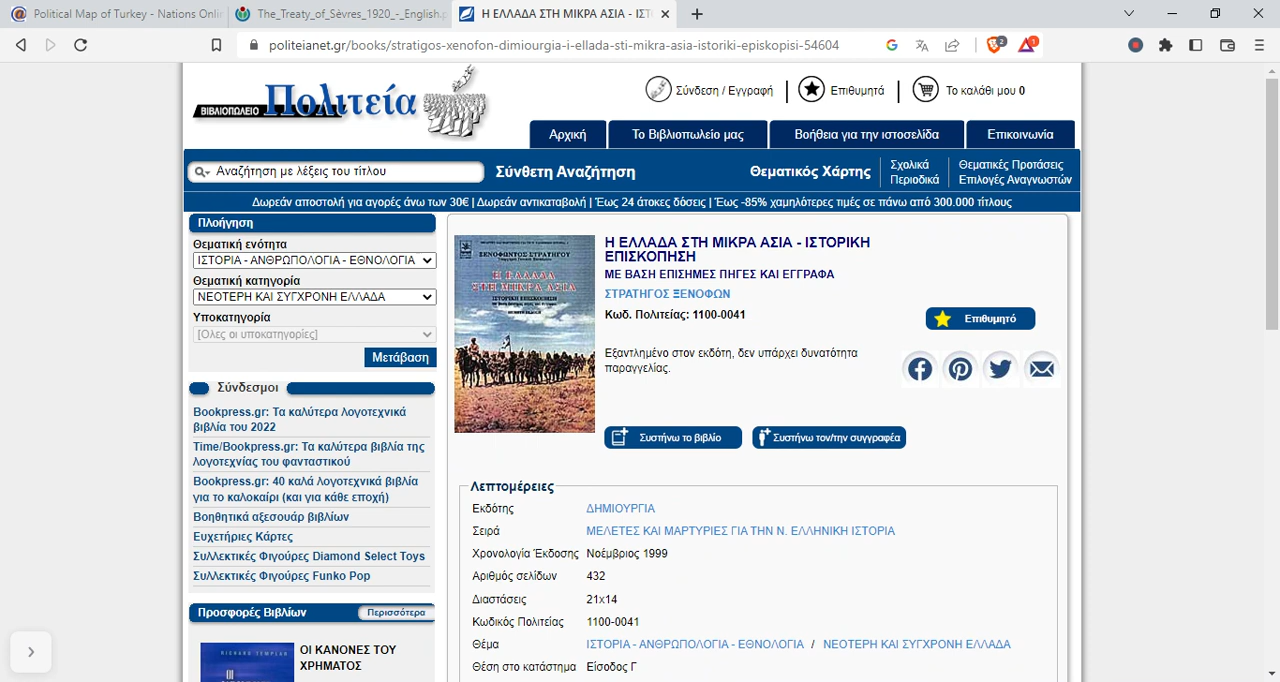 Political Map of Turkey - Nations Onli
The_Treaty_of_Sèvres_1920_-_English.p
Η ΕΛΛΑΔΑ ΣΤΗ ΜΙΚΡΑ ΑΣΙΑ - ΙΣΤΟ
politeianet.gr/books/stratigos-xenofon-dimiourgia-i-ellada-sti-mikra-asia-istoriki-episkopisi-54604
2
1
ΒΙΒΛΙΟΠΩΛΕΙΟ Πολιτεία
Σύνδεση / Εγγραφή
Επιθυμητά
Το καλάθι μου 0
Αρχική
Το Βιβλιοπωλείο μας
Βοήθεια για την ιστοσελίδα
Επικοινωνία
Αναζήτηση με λέξεις του τίτλου
Σύνθετη Αναζήτηση
Θεματικός Χάρτης
Σχολικά
Περιοδικά
Θεματικές Προτάσεις
Επιλογές Αναγνωστών
Δωρεάν αποστολή για αγορές άνω των 30€ | Δωρεάν αντικαταβολή | Έως 24 άτοκες δόσεις | Έως -85% χαμηλότερες τιμές σε πάνω από 300.000 τίτλους
Πλοήγηση
Θεματική ενότητα
ΙΣΤΟΡΙΑ - ΑΝΘΡΩΠΟΛΟΓΙΑ - ΕΘΝΟΛΟΓΙΑ
Θεματική κατηγορία
ΝΕΟΤΕΡΗ ΚΑΙ ΣΥΓΧΡΟΝΗ ΕΛΛΑΔΑ
Υποκατηγορία
[Όλες οι υποκατηγορίες]
Μετάβαση
Σύνδεσμοι
Bookpress.gr: Τα καλύτερα λογοτεχνικά
βιβλία του 2022
Time/Bookpress.gr: Τα καλύτερα βιβλία της
λογοτεχνίας του φανταστικού
Bookpress.gr: 40 καλά λογοτεχνικά βιβλία
για το καλοκαίρι (και για κάθε εποχή)
Βοηθητικά αξεσουάρ βιβλίων
Ευχετήριες Κάρτες
Συλλεκτικές Φιγούρες Diamond Select Toys
Συλλεκτικές Φιγούρες Funko Pop
Προσφορές Βιβλίων
Περισσότερα
RICHARD TEMPLAR
ΟΙ ΚΑΝΟΝΕΣ ΤΟΥ
ΧΡΗΜΑΤΟΣ
ΞΕΝΟΦΩΝΤΟΣ ΣΤΡΑΤΗΓΟΥ
Η ΕΛΛΑΔΑ
ΣΤΗ ΜΙΚΡΑ ΑΣΙΑ
ΙΣΤΟΡΙΚΗ ΕΠΙΣΚΟΠΗΣΗ
Η ΕΛΛΑΔΑ ΣΤΗ ΜΙΚΡΑ ΑΣΙΑ - ΙΣΤΟΡΙΚΗ
ΕΠΙΣΚΟΠΗΣΗ
ΜΕ ΒΑΣΗ ΕΠΙΣΗΜΕΣ ΠΗΓΕΣ ΚΑΙ ΕΓΓΡΑΦΑ
ΣΤΡΑΤΗΓΟΣ ΞΕΝΟΦΩΝ
Κωδ. Πολιτείας: 1100-0041
Επιθυμητό
Εξαντλημένο στον εκδότη, δεν υπάρχει δυνατότητα
παραγγελίας.
Συστήνω το βιβλίο
Συστήνω τον/την συγγραφέα
Λεπτομέρειες
Εκδότης ΔΗΜΙΟΥΡΓΙΑ
Σειρά ΜΕΛΕΤΕΣ ΚΑΙ ΜΑΡΤΥΡΙΕΣ ΓΙΑ ΤΗΝ Ν. ΕΛΛΗΝΙΚΗ ΙΣΤΟΡΙΑ
Χρονολογία Έκδοσης Νοέμβριος 1999
Αριθμός σελίδων 432
Διαστάσεις 21x14
Κωδικός Πολιτείας 1100-0041
Θέμα ΙΣΤΟΡΙΑ - ΑΝΘΡΩΠΟΛΟΓΙΑ - ΕΘΝΟΛΟΓΙΑ / ΝΕΟΤΕΡΗ ΚΑΙ ΣΥΓΧΡΟΝΗ ΕΛΛΑΔΑ
Θέση στο κατάστημα Είσοδος Γ